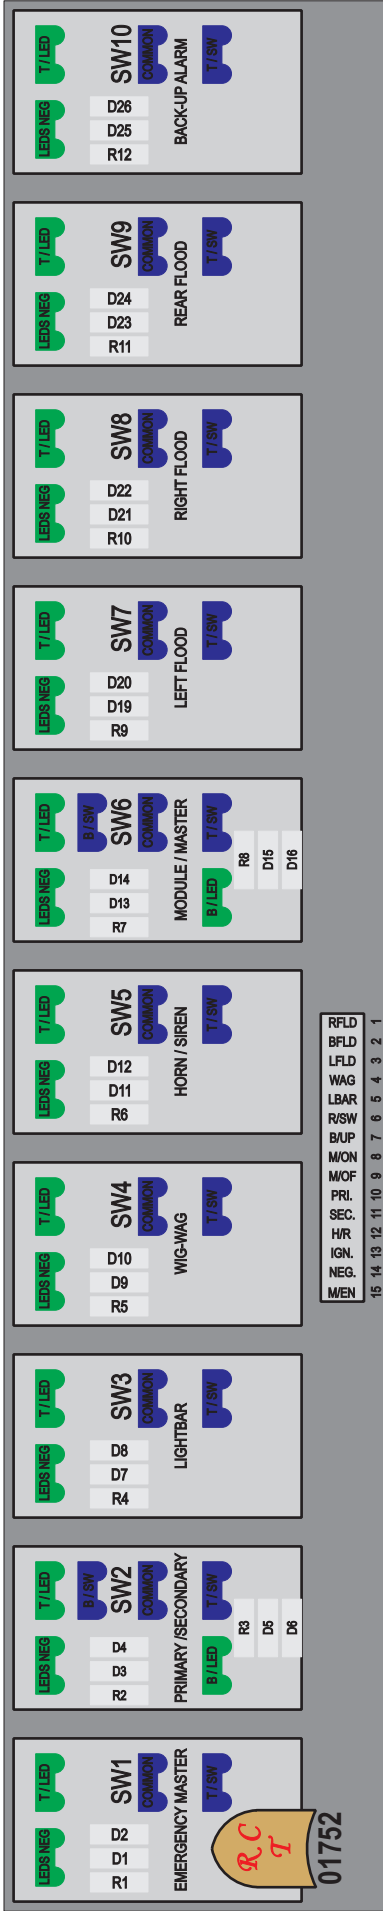 T / LED
LEDS NEG
SW10
COMMON
D26
D25
R12
BACK-UP ALARM
T / SW
T / LED
LEDS NEG
SW9
COMMON
D24
D23
R11
REAR FLOOD
T / SW
T / LED
LEDS NEG
SW8
COMMON
D22
D21
R10
RIGHT FLOOD
T / SW
T / LED
LEDS NEG
SW7
COMMON
D20
D19
R9
LEFT FLOOD
T / SW
T / LED
LEDS NEG
B / SW
SW6
COMMON
D14
D13
R7
MODULE / MASTER
T / SW
B / LED
R8
D15
D16
T / LED
LEDS NEG
SW5
COMMON
D12
D11
R6
HORN / SIREN
T / SW
T / LED
LEDS NEG
SW4
COMMON
D10
D9
R5
WIG-WAG
T / SW
T / LED
LEDS NEG
SW3
COMMON
D8
D7
R4
LIGHTBAR
T / SW
T / LED
LEDS NEG
B / SW
SW2
COMMON
D4
D3
R2
PRIMARY /SECONDARY
T / SW
B / LED
R3
D5
D6
T / LED
LEDS NEG
SW1
COMMON
D2
D1
R1
EMERGENCY MASTER
T / SW
R C
T
01752
RFLD 1
BFLD 2
LFLD 3
WAG 4
LBAR 5
R/SW 6
B/UP 7
M/ON 8
M/OF 9
PRI. 10
SEC. 11
H/R 12
IGN. 13
NEG. 14
M/EN 15